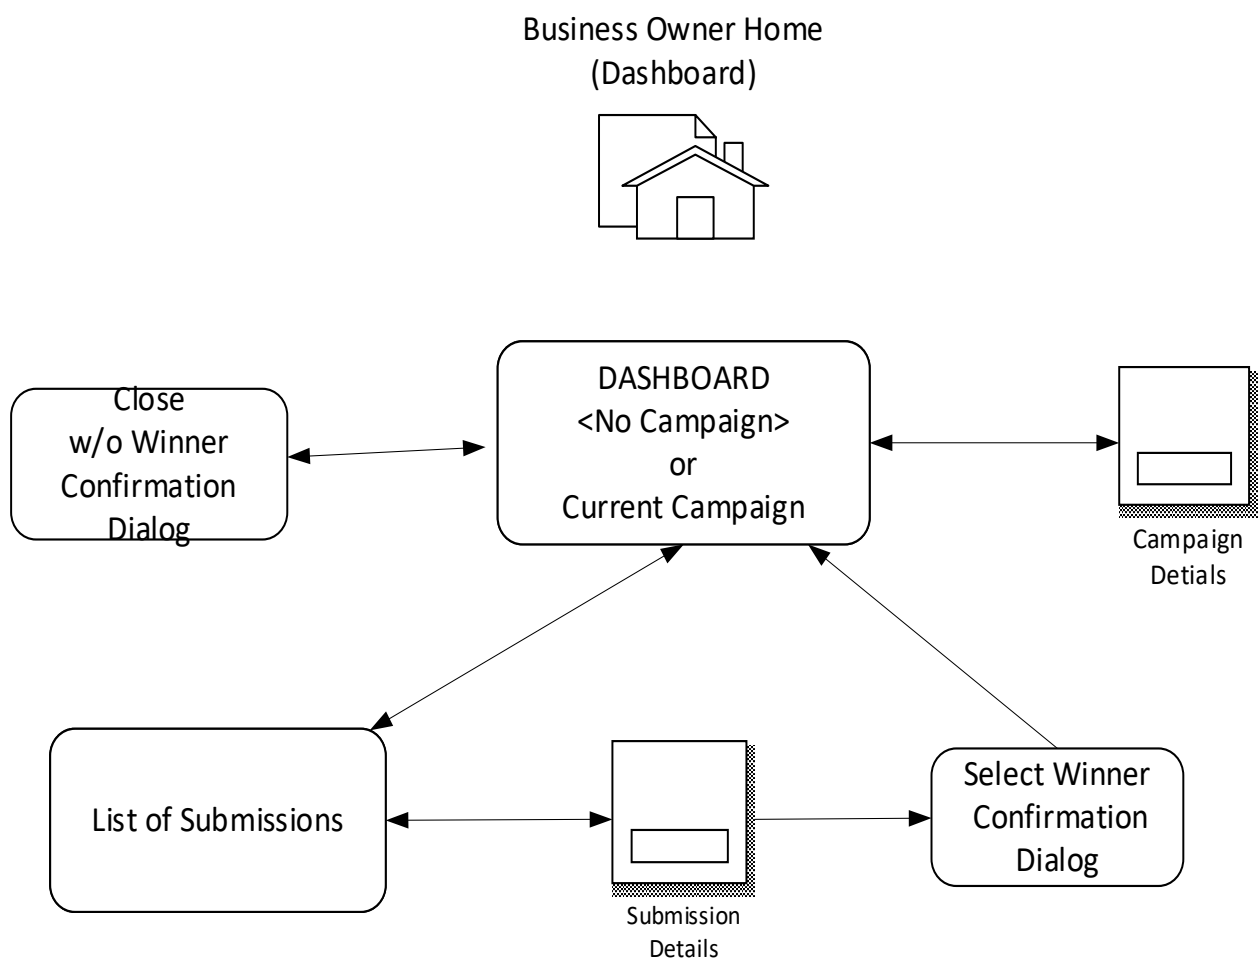 Business Owner Home
(Dashboard)
Close
w/o Winner
Confirmation
Dialog
DASHBOARD
<No Campaign>
or
Current Campaign
Campaign
Detials
List of Submissions
Submission
Details
Select Winner
Confirmation
Dialog